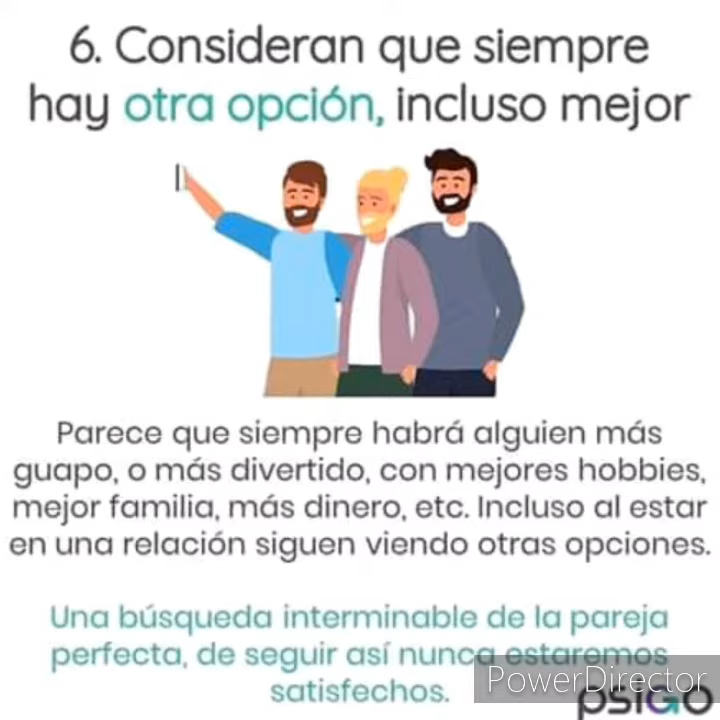 6. Consideran que siempre
hay otra opción, incluso mejor
Parece que siempre habrá alguien más
guapo, o más divertido, con mejores hobbies,
mejor familia, más dinero, etc. Incluso al estar
en una relación siguen viendo otras opciones.
Una búsqueda interminable de la pareja
perfecta, de seguir así nunca estaremos
satisfechos.
PowerDirector
psiGo